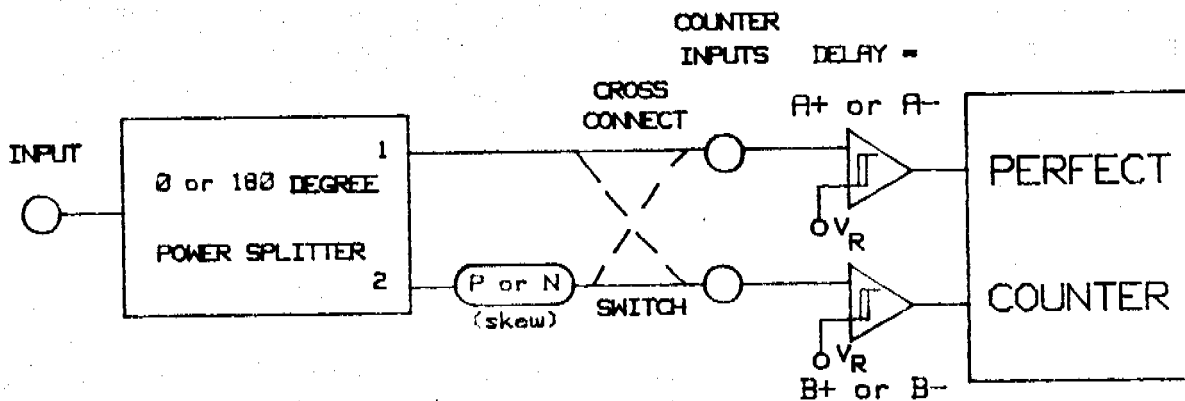 COUNTER
INPUTS DELAY =
CROSS
CONNECT
A+ or A-
INPUT
1
0 or 180 DEGREE
POWER SPLITTER
2
P or N
(skew)
SWITCH
V_R
V_R
B+ or B-
PERFECT
COUNTER